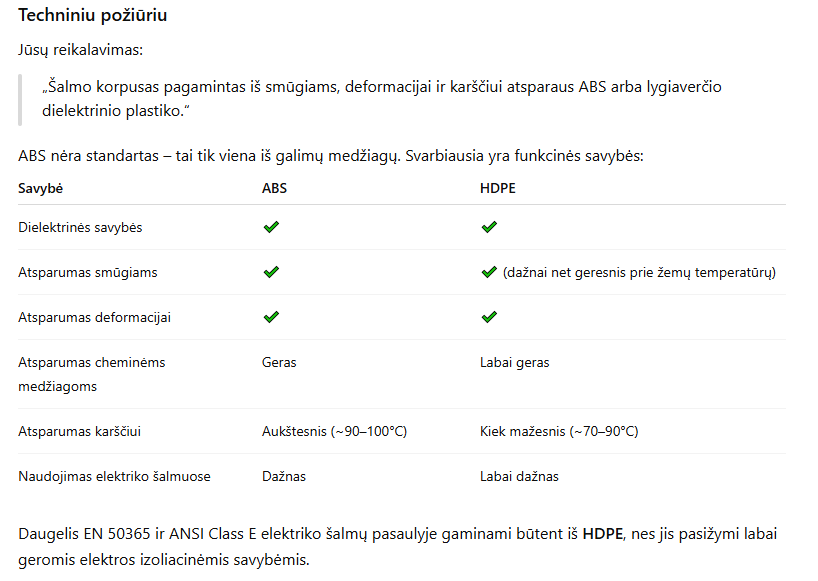 Techniniu požiūriu
Jūsų reikalavimas:
„Šalmo korpusas pagamintas iš smūgiams, deformacijai ir karščiui atsparaus ABS arba lygiaverčio
dielektrinio plastiko.“
ABS nėra standartas – tai tik viena iš galimų medžiagų. Svarbiausia yra funkcinės savybės:
Savybė ABS HDPE
Dielektrinės savybės ✔ ✔
Atsparumas smūgiams ✔ ✔ (dažnai net geresnis prie žemų temperatūrų)
Atsparumas deformacijai ✔ ✔
Atsparumas cheminėms
medžiagoms Geras Labai geras
Atsparumas karščiui Aukštesnis (~90–100°C) Kiek mažesnis (~70–90°C)
Naudojimas elektriko šalmuose Dažnas Labai dažnas
Daugelis EN 50365 ir ANSI Class E elektriko šalmų pasaulyje gaminami būtent iš HDPE, nes jis pasižymi labai
geromis elektros izoliacinėmis savybėmis.